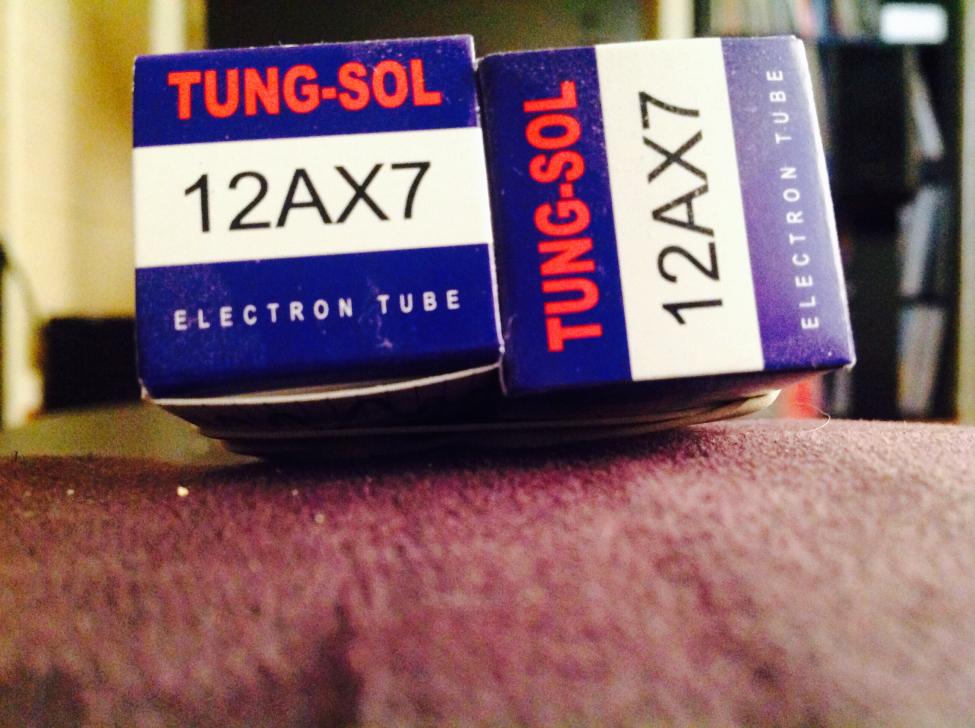 TUNG-SOL
12AX7
ELECTRON TUBE
TUNG-SOL
12AX7
ELECTRON TUBE